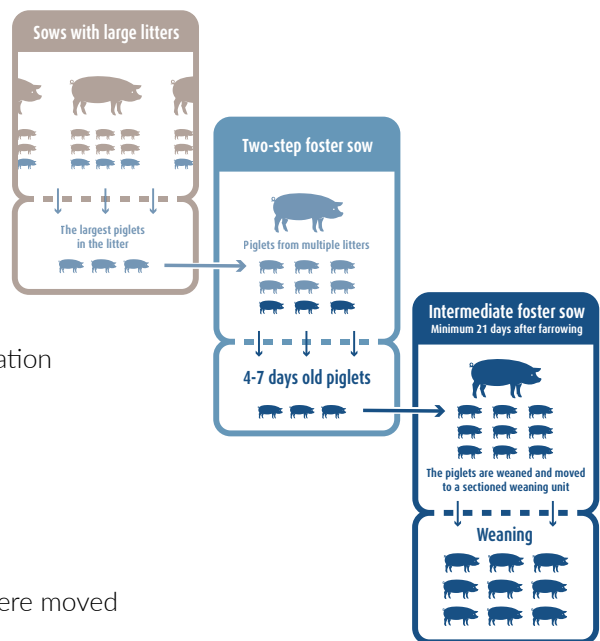 Sows with large litters
The largest piglets
in the litter
Two-step foster sow
Piglets from multiple litters
4-7 days old piglets
Intermediate foster sow
Minimum 21 days after farrowing
The piglets are weaned and moved
to a sectioned weaning unit
Weaning
ation
ere moved